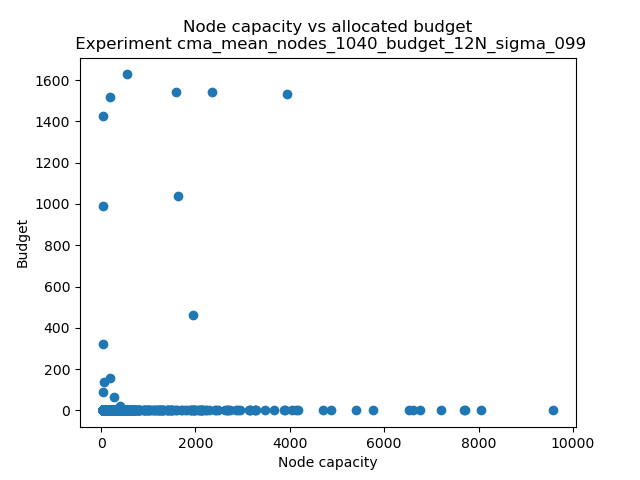 Node capacity vs allocated budget
Experiment cma_mean_nodes_1040_budget_12N_sigma_099
1600
1400
1200
1000
800
600
400
200
0
Budget
0 2000 4000 6000 8000 10000
Node capacity